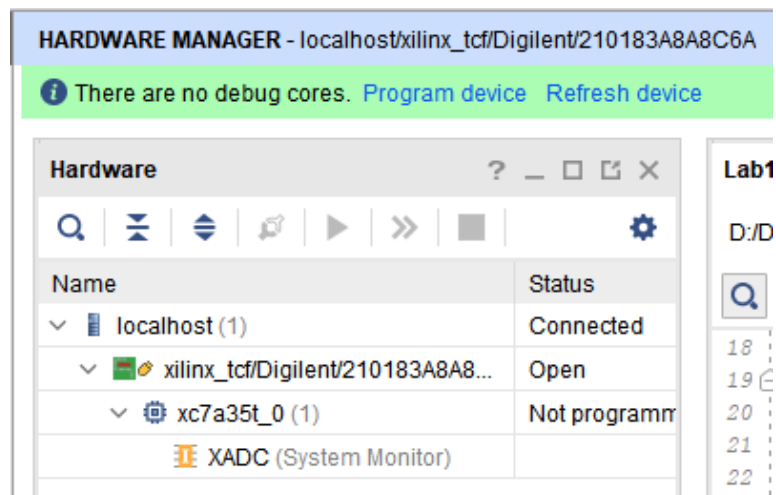 HARDWARE MANAGER - localhost/xilinx_tcf/Digilent/210183A8A8C6A
There are no debug cores. Program device Refresh device
Hardware
Name Status
localhost (1) Connected
xilinx_tcf/Digilent/210183A8A8... Open
xc7a35t_0 (1) Not programm
XADC (System Monitor)
Lab1
D:/D
18
19
20
21
22